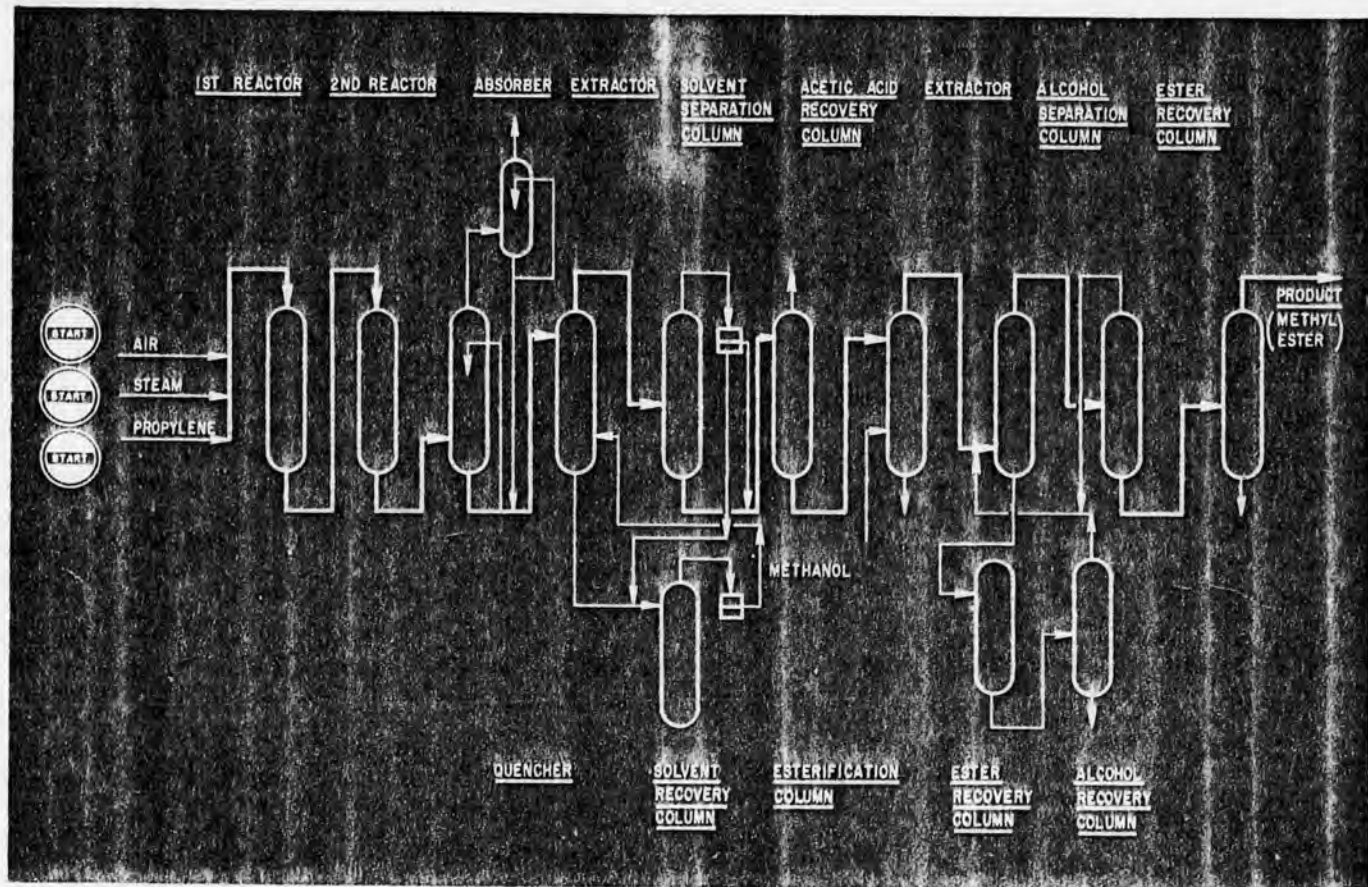 1ST REACTOR
2ND REACTOR
ABSORBER
EXTRACTOR
SOLVENT
SEPARATION
COLUMN
ACETIC ACID
RECOVERY
COLUMN
EXTRACTOR
ALCOHOL
SEPARATION
COLUMN
ESTER
RECOVERY
COLUMN
START
START
START
AIR
STEAM
PROPYLENE
PRODUCT
(METHYL
ESTER)
METHANOL
QUENCHER
SOLVENT
RECOVERY
COLUMN
ESTERIFICATION
COLUMN
ESTER
RECOVERY
COLUMN
ALCOHOL
RECOVERY
COLUMN